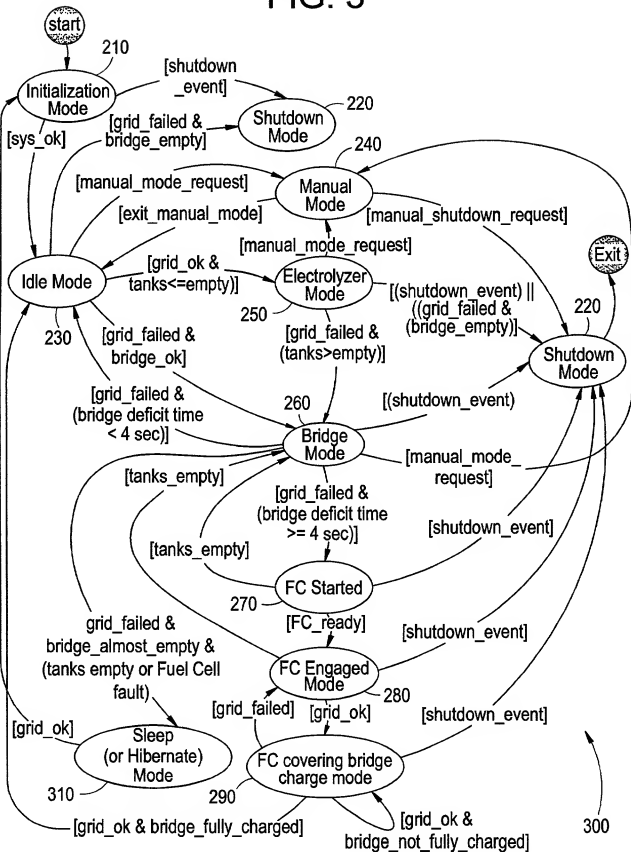 FIG. 3
start
210
Initialization
Mode
[shutdown
_event]
220
Shutdown
Mode
[sys_ok]
[grid_failed &
bridge_empty]
240
[manual_mode_request]
Manual
Mode
[exit_manual_mode]
[manual_shutdown_request]
[manual_mode_request]
Exit
Idle Mode
230
[grid_ok &
tanks<=empty)]
Electrolyzer
Mode
250
[(shutdown_event) ||
((grid_failed &
(bridge_empty)]
220
Shutdown
Mode
[grid_failed &
bridge_ok]
[grid_failed &
(tanks>empty)]
[grid_failed &
(bridge deficit time
< 4 sec)]
260
Bridge
Mode
[(shutdown_event)
[manual_mode_
request]
[tanks_empty]
[grid_failed &
(bridge deficit time
>= 4 sec)]
[tanks_empty]
[shutdown_event]
FC Started
270
[FC_ready]
grid_failed &
bridge_almost_empty &
(tanks empty or Fuel Cell
fault)
[shutdown_event]
FC Engaged
Mode
280
[grid_failed]
[grid_ok]
[shutdown_event]
[grid_ok]
Sleep
(or Hibernate)
Mode
310
FC covering bridge
charge mode
290
[grid_ok & bridge_fully_charged]
[grid_ok &
bridge_not_fully_charged]
300